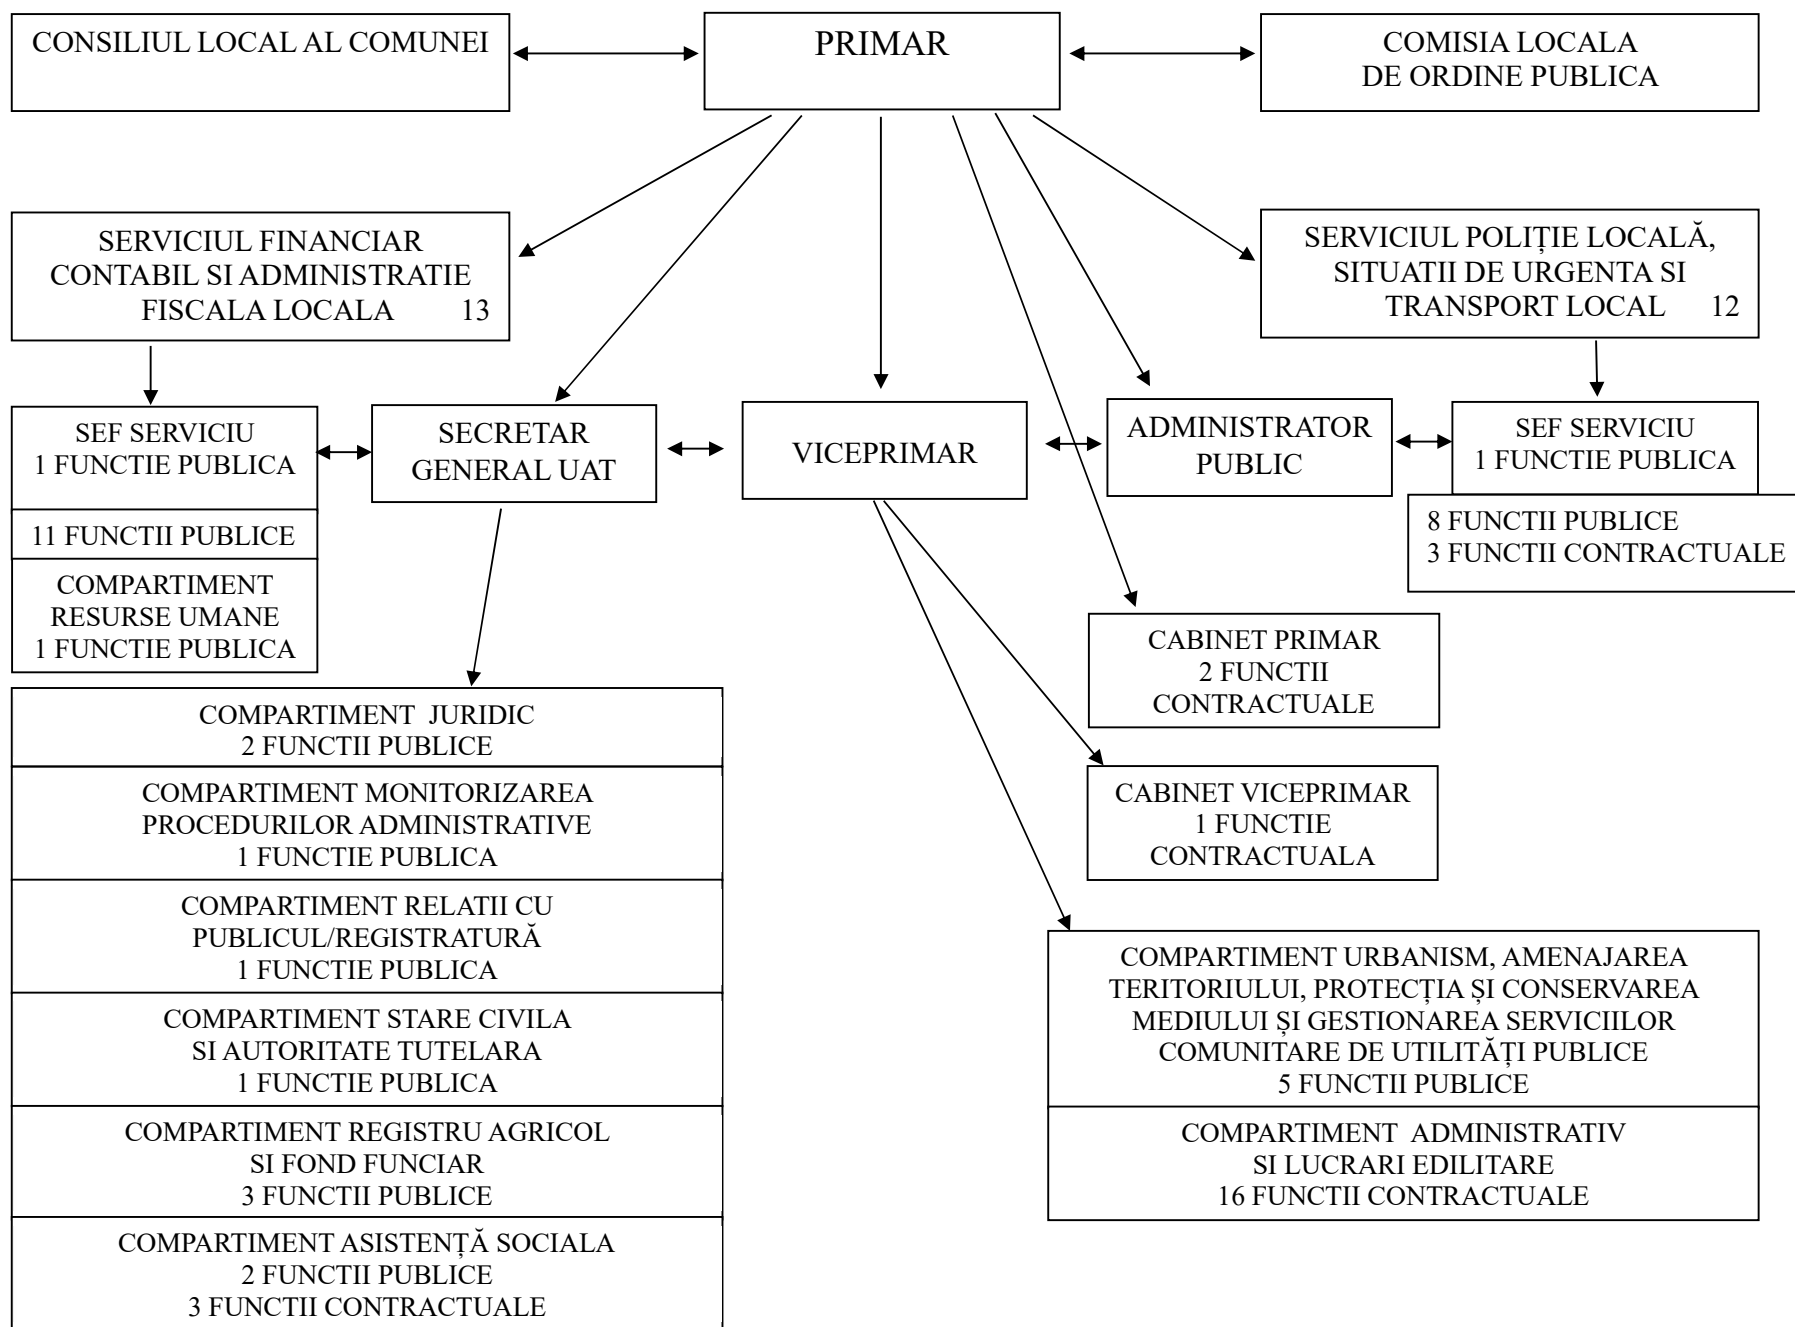 CONSILIUL LOCAL AL COMUNEI
PRIMAR
COMISIA LOCALA
DE ORDINE PUBLICA
SERVICIUL FINANCIAR
CONTABIL SI ADMINISTRATIE
FISCALA LOCALA 13
SERVICIUL POLIȚIE LOCALĂ,
SITUATII DE URGENTA SI
TRANSPORT LOCAL 12
SEF SERVICIU
1 FUNCTIE PUBLICA
11 FUNCTII PUBLICE
COMPARTIMENT
RESURSE UMANE
1 FUNCTIE PUBLICA
SECRETAR
GENERAL UAT
VICEPRIMAR
ADMINISTRATOR
PUBLIC
SEF SERVICIU
1 FUNCTIE PUBLICA
8 FUNCTII PUBLICE
3 FUNCTII CONTRACTUALE
CABINET PRIMAR
2 FUNCTII
CONTRACTUALE
COMPARTIMENT JURIDIC
2 FUNCTII PUBLICE
COMPARTIMENT MONITORIZAREA
PROCEDURILOR ADMINISTRATIVE
1 FUNCTIE PUBLICA
COMPARTIMENT RELATII CU
PUBLICUL/REGISTRATURĂ
1 FUNCTIE PUBLICA
COMPARTIMENT STARE CIVILA
SI AUTORITATE TUTELARA
1 FUNCTIE PUBLICA
COMPARTIMENT REGISTRU AGRICOL
SI FOND FUNCIAR
3 FUNCTII PUBLICE
COMPARTIMENT ASISTENȚĂ SOCIALA
2 FUNCTII PUBLICE
3 FUNCTII CONTRACTUALE
CABINET VICEPRIMAR
1 FUNCTIE
CONTRACTUALA
COMPARTIMENT URBANISM, AMENAJAREA
TERITORIULUI, PROTECȚIA ȘI CONSERVAREA
MEDIULUI ȘI GESTIONAREA SERVICIILOR
COMUNITARE DE UTILITĂȚI PUBLICE
5 FUNCTII PUBLICE
COMPARTIMENT ADMINISTRATIV
SI LUCRARI EDILITARE
16 FUNCTII CONTRACTUALE